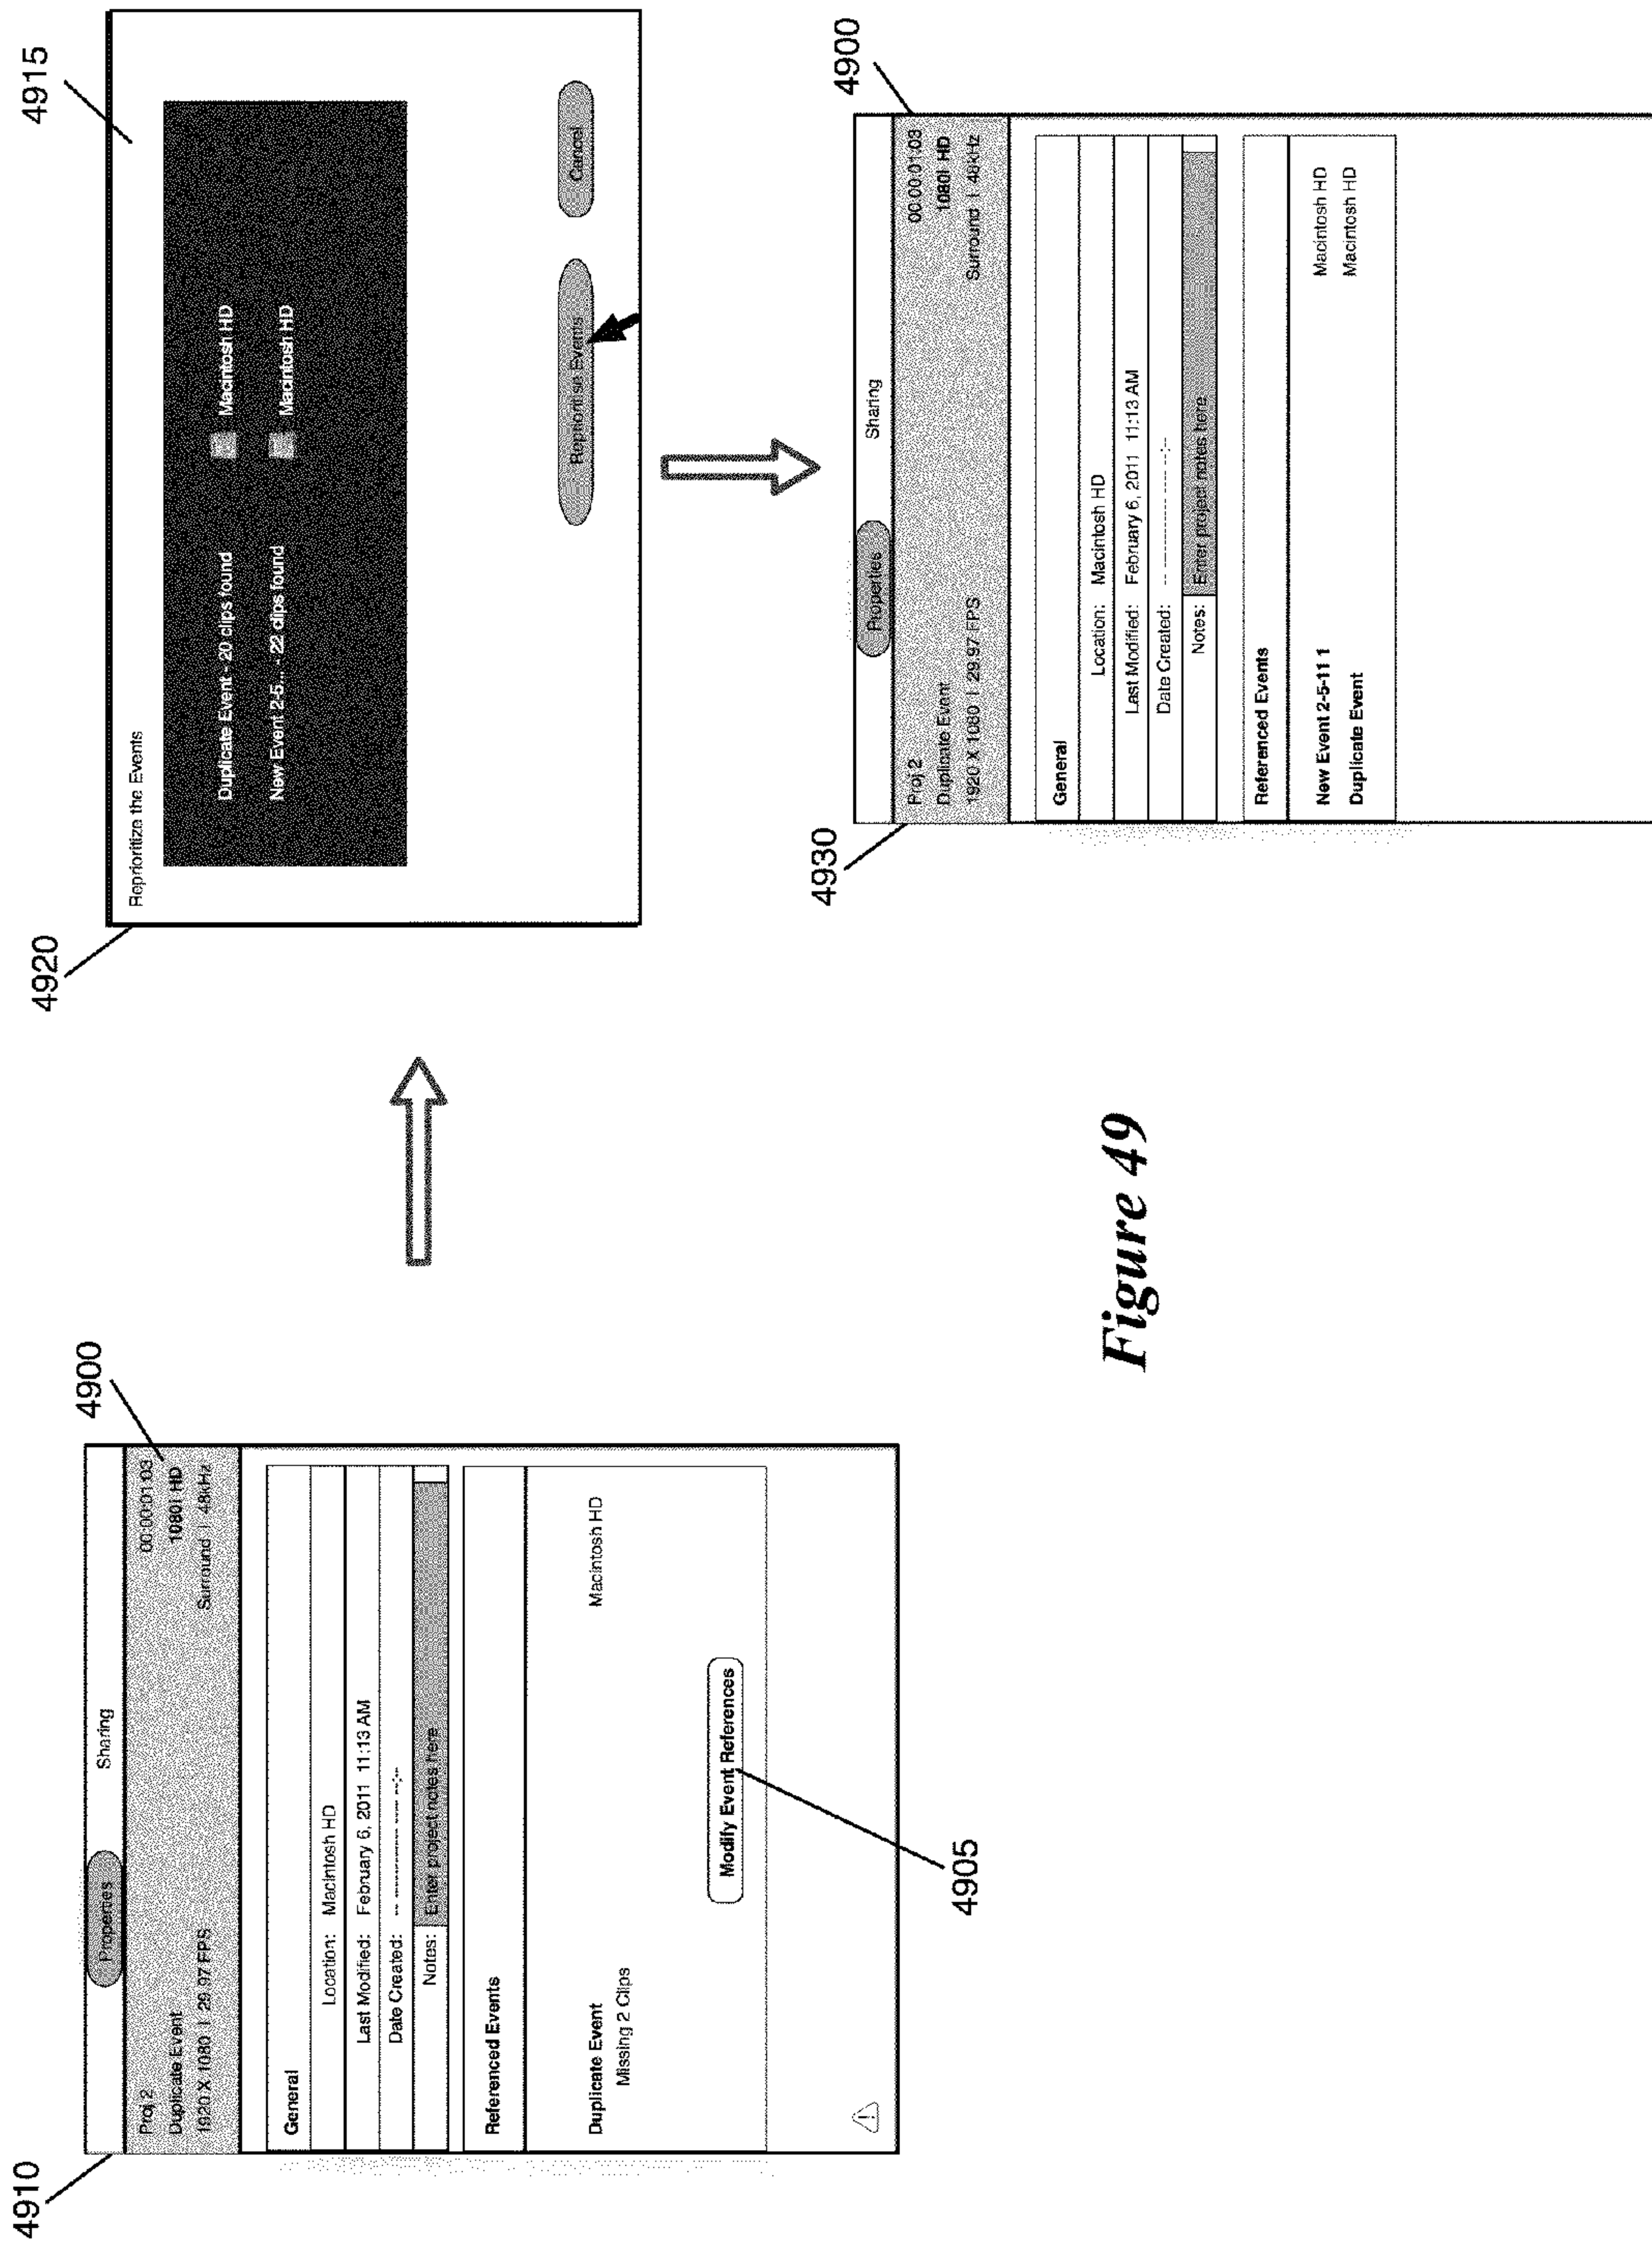 4910
4900
Properties Sharing
Proj 2 00:00:01:03
Duplicate Event 1080i HD
1920 X 1080 | 29.97 FPS Surround | 48kHz
General
Location: Macintosh HD
Last Modified: February 6, 2011 11:13 AM
Date Created: -- ---------- ---- --:--
Notes: Enter project notes here
Referenced Events
Duplicate Event Macintosh HD
Missing 2 Clips
Modify Event References
4905
4920
4915
Reprioritize the Events
Duplicate Event - 20 clips found Macintosh HD
New Event 2-5... - 22 clips found Macintosh HD
Reprioritise Events Cancel
4930
4900
Properties Sharing
Proj 2 00:00:01:03
Duplicate Event 1080i HD
1920 X 1080 | 29.97 FPS Surround | 48kHz
General
Location: Macintosh HD
Last Modified: February 6, 2011 11:13 AM
Date Created: -- ---------- ---- --:--
Notes: Enter project notes here
Referenced Events
New Event 2-5-11 1 Macintosh HD
Duplicate Event Macintosh HD
Figure 49